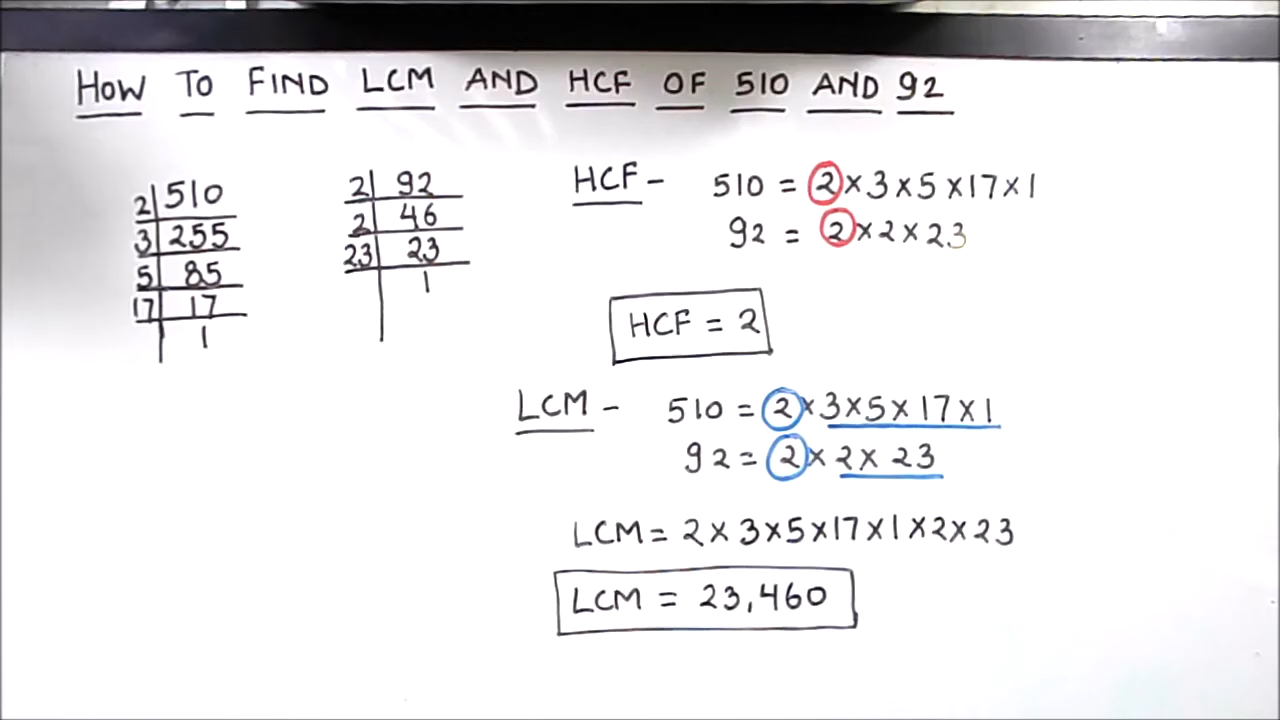 HOW TO FIND LCM AND HCF OF 510 AND 92
2 | 510
3 | 255
5 | 85
17 | 17
1
2 | 92
2 | 46
23 | 23
1
HCF - 510 = 2 × 3 × 5 × 17 × 1
92 = 2 × 2 × 23
HCF = 2
LCM - 510 = 2 × 3 × 5 × 17 × 1
92 = 2 × 2 × 23
LCM = 2 × 3 × 5 × 17 × 1 × 2 × 23
LCM = 23,460